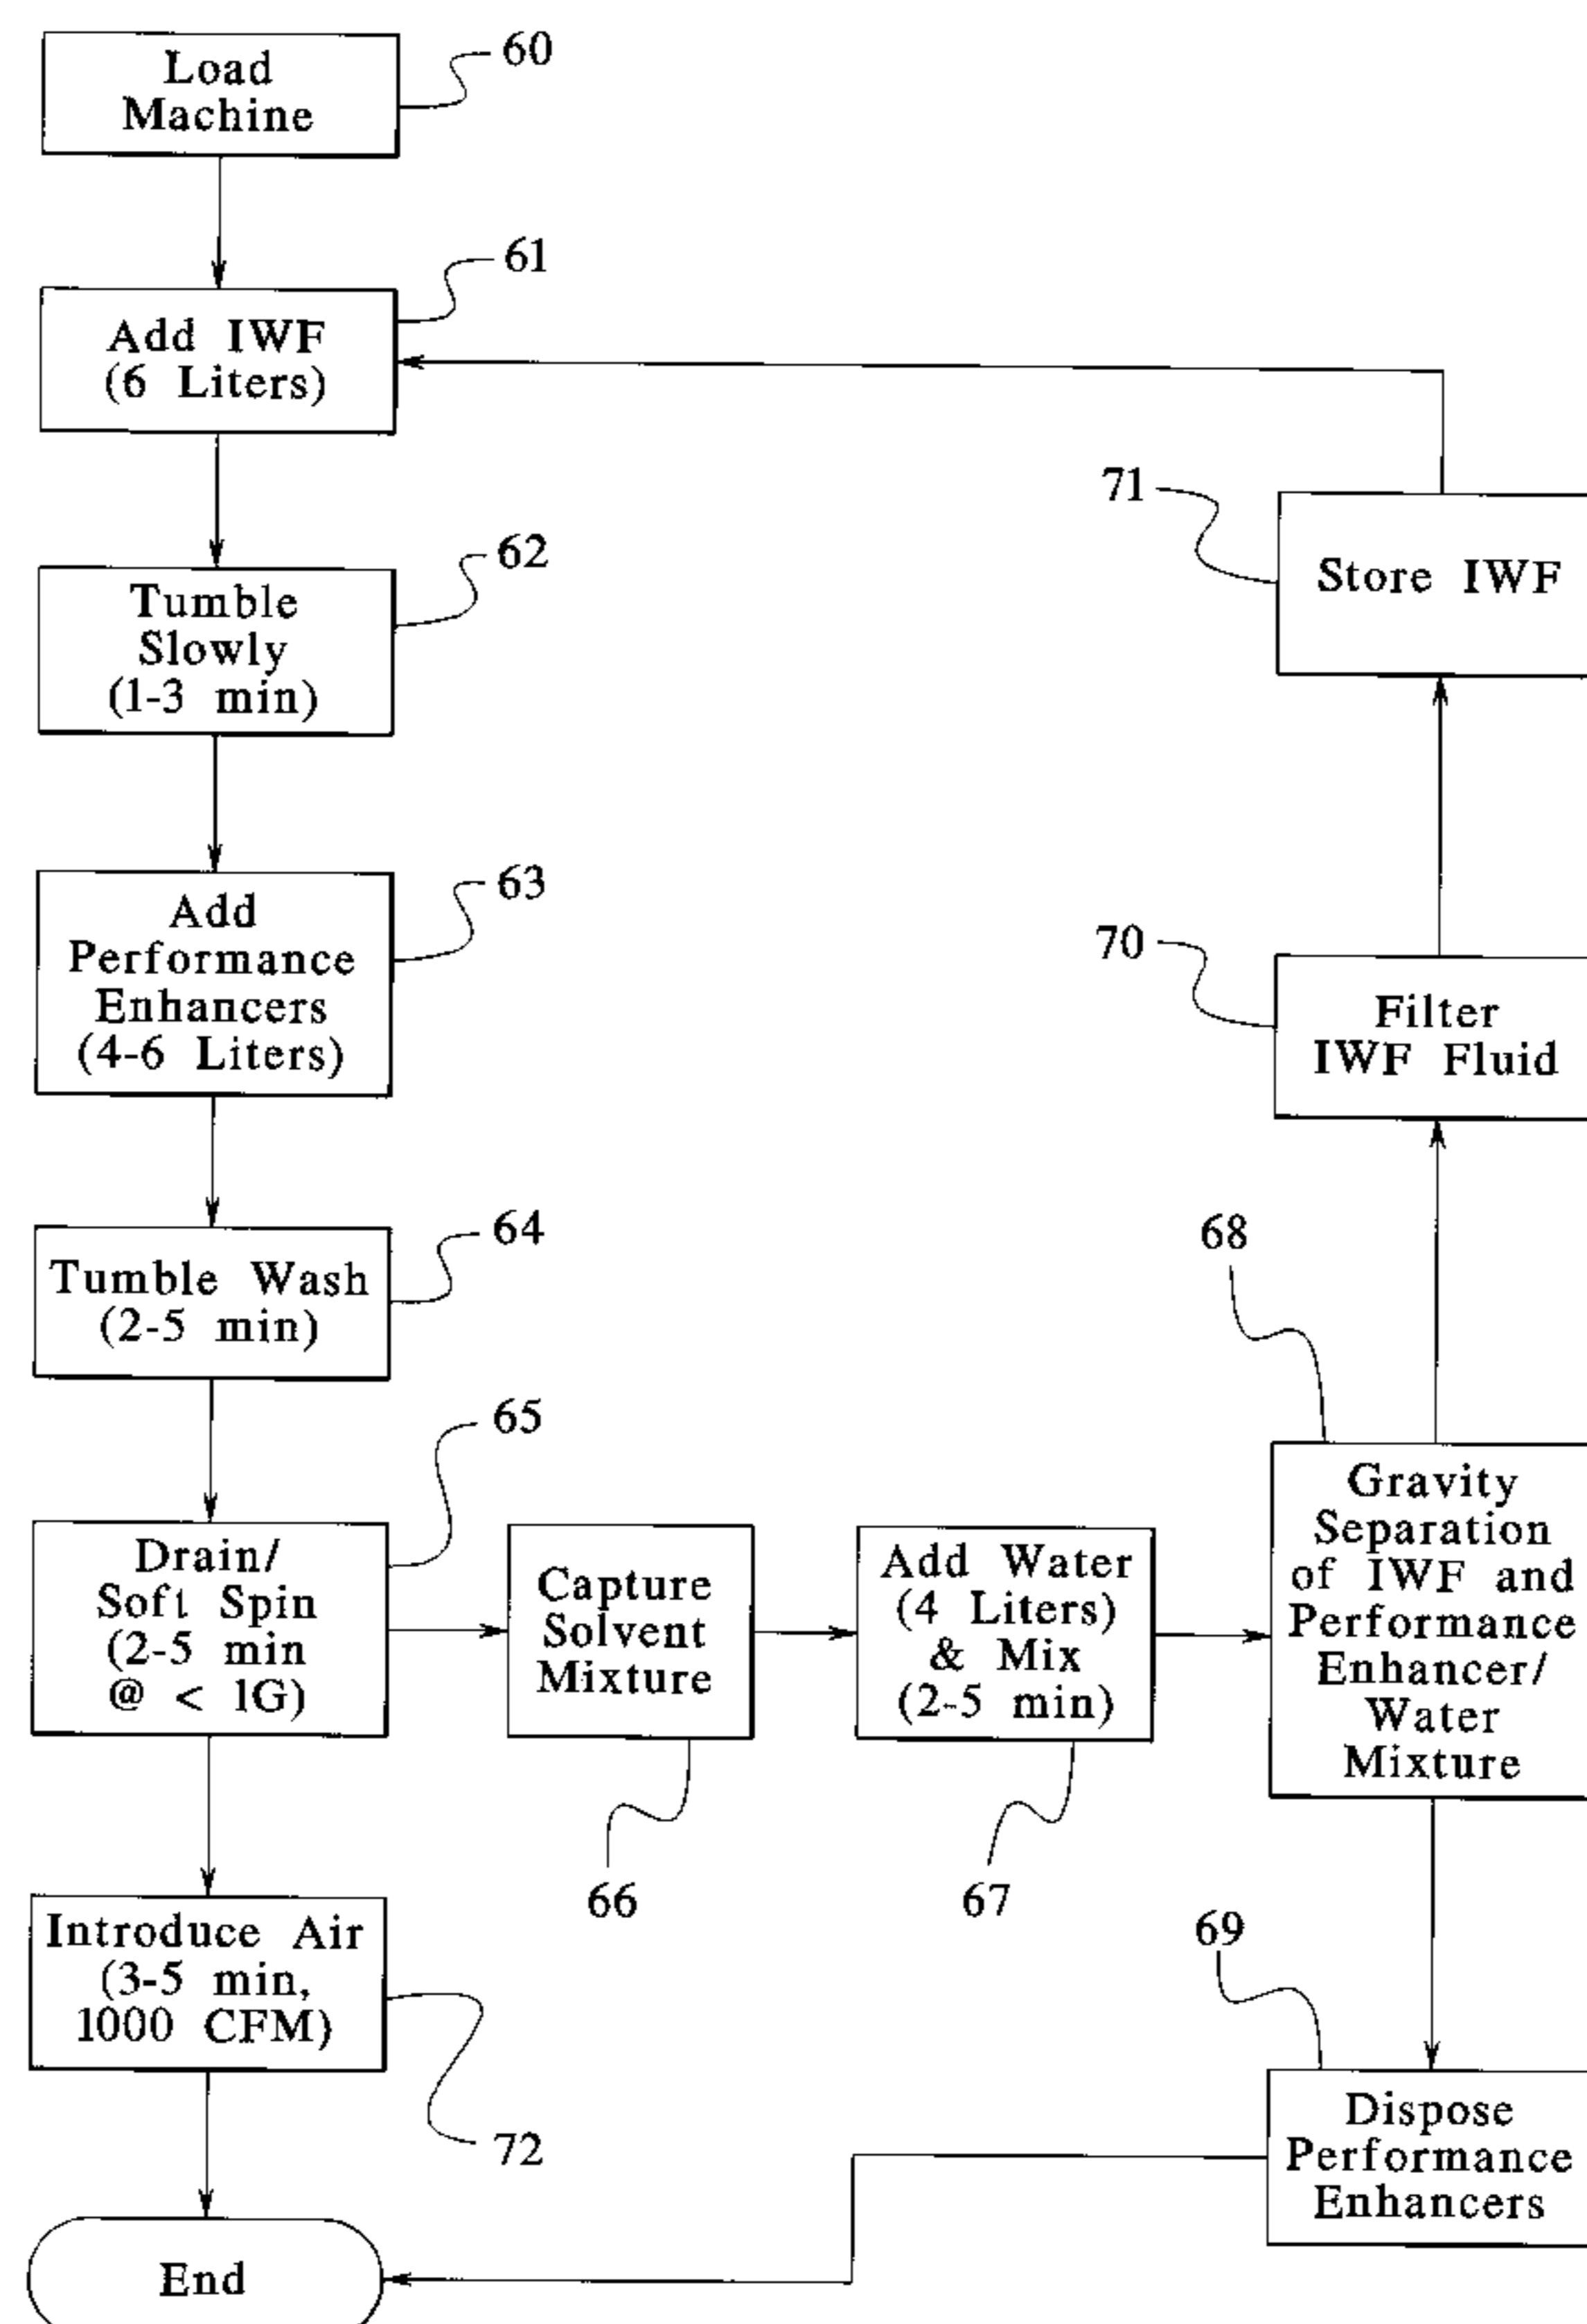 Load
Machine
60
Add IWF
(6 Liters)
61
Tumble
Slowly
(1-3 min)
62
Add
Performance
Enhancers
(4-6 Liters)
63
Tumble Wash
(2-5 min)
64
Drain/
Soft Spin
(2-5 min
@ < 1G)
65
Capture
Solvent
Mixture
66
Add Water
(4 Liters)
& Mix
(2-5 min)
67
Gravity
Separation
of IWF and
Performance
Enhancer/
Water
Mixture
68
Dispose
Performance
Enhancers
69
Filter
IWF Fluid
70
Store IWF
71
Introduce Air
(3-5 min,
1000 CFM)
72
End